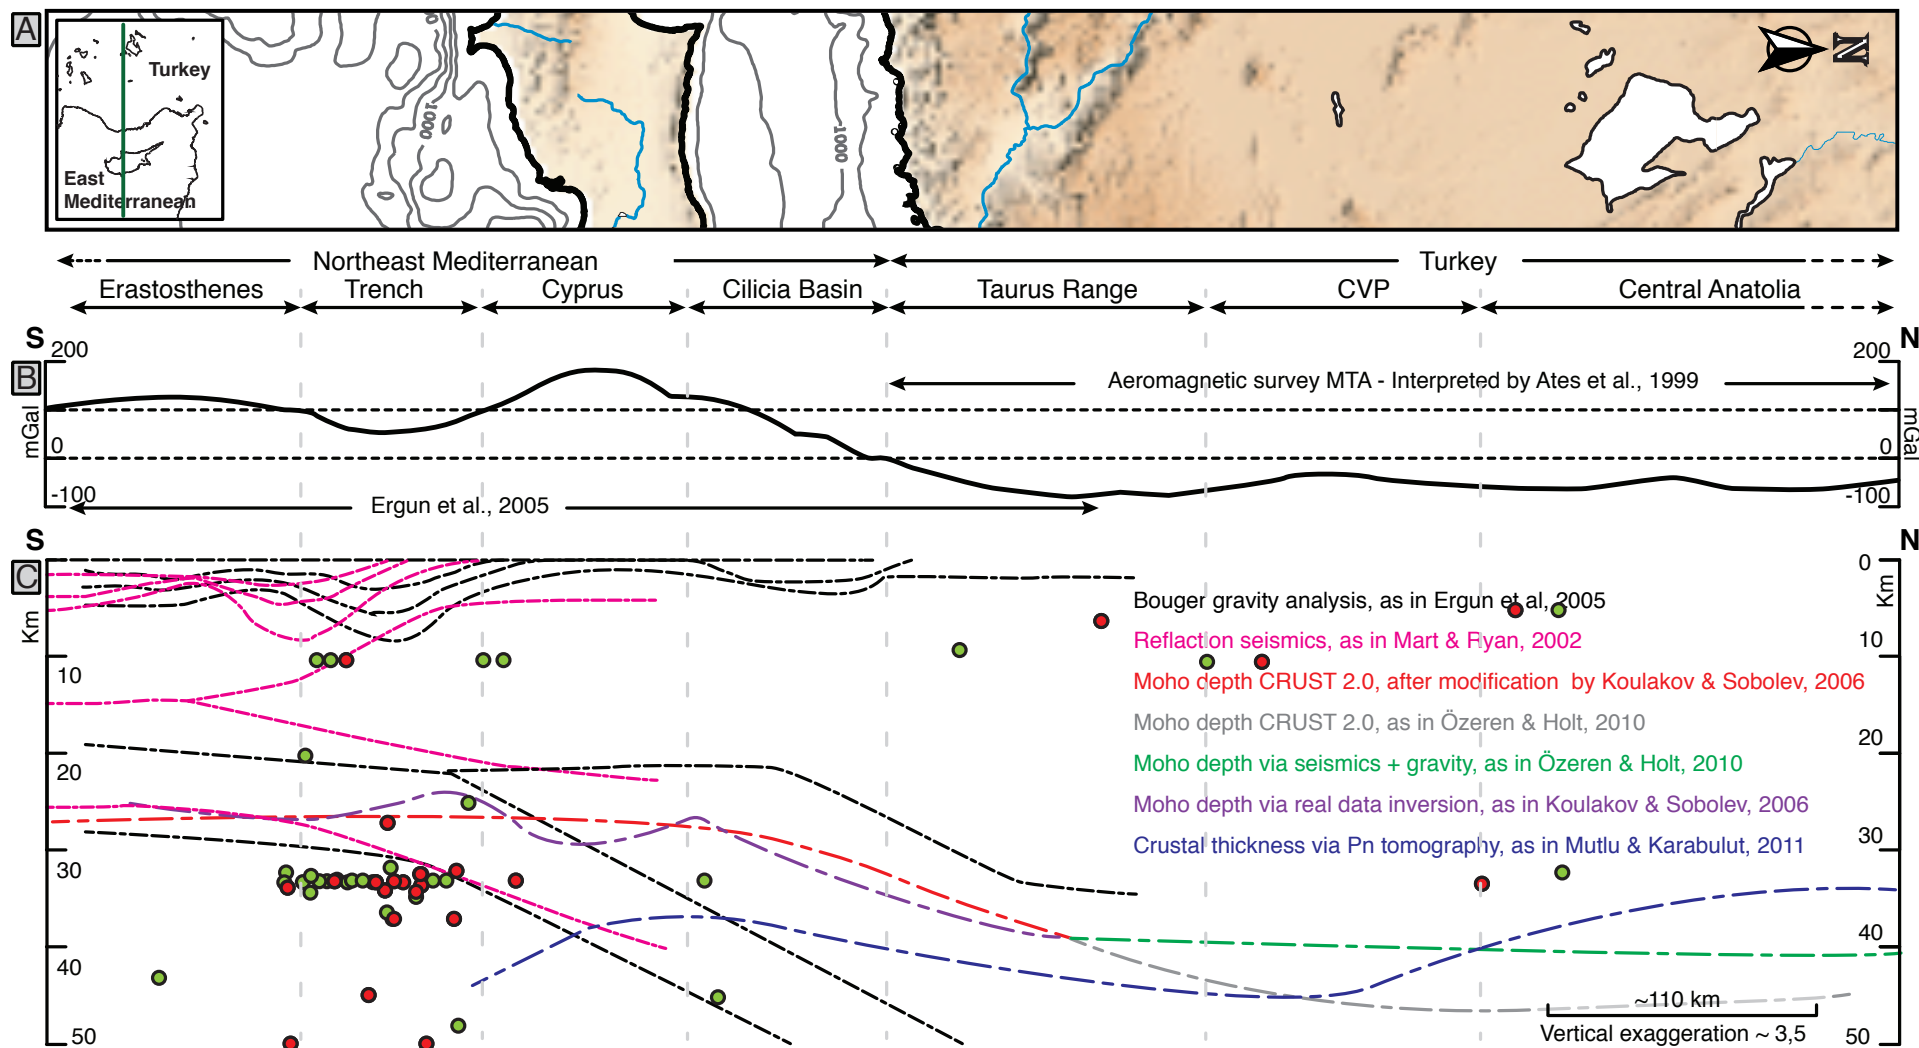 A
Turkey
East
Mediterranean
1000
-1000
N
Northeast Mediterranean
Turkey
Erastosthenes
Trench
Cyprus
Cilicia Basin
Taurus Range
CVP
Central Anatolia
S
N
B
200
200
Aeromagnetic survey MTA - Interpreted by Ates et al., 1999
mGal
mGal
0
0
-100
-100
Ergun et al., 2005
S
N
C
0
Km
Km
Bouger gravity analysis, as in Ergun et al, 2005
Reflaction seismics, as in Mart & Ryan, 2002
10
10
Moho depth CRUST 2.0, after modification by Koulakov & Sobolev, 2006
Moho depth CRUST 2.0, as in Özeren & Holt, 2010
20
20
Moho depth via seismics + gravity, as in Özeren & Holt, 2010
Moho depth via real data inversion, as in Koulakov & Sobolev, 2006
30
30
Crustal thickness via Pn tomography, as in Mutlu & Karabulut, 2011
40
40
~110 km
50
Vertical exaggeration ~ 3,5
50